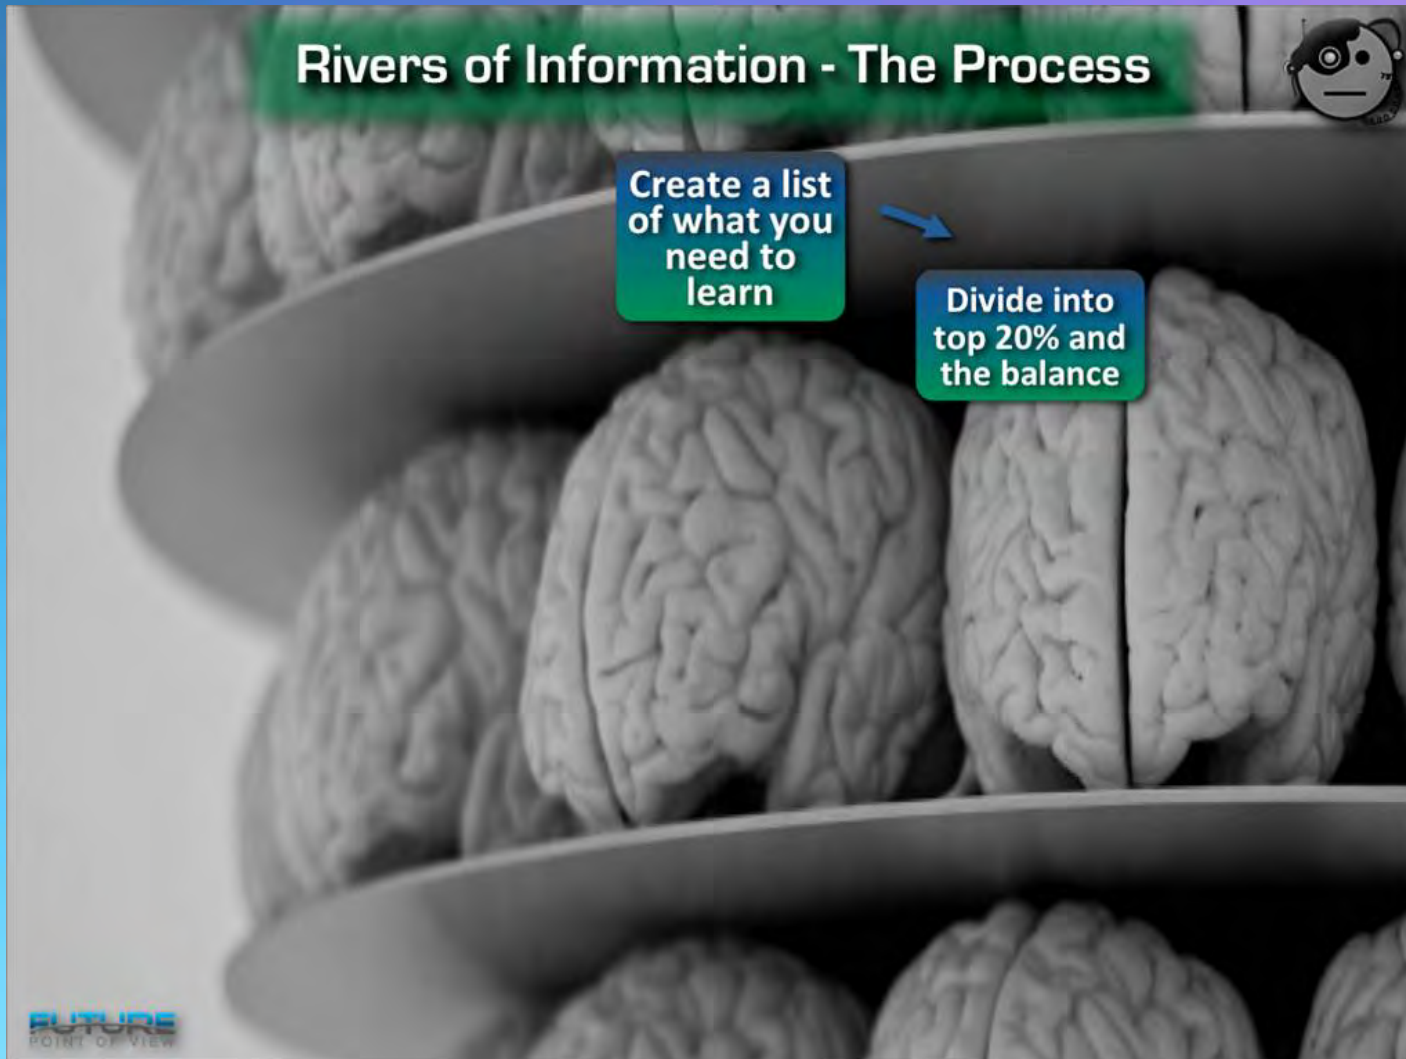 Rivers of Information - The Process
Create a list
of what you
need to
learn
Divide into
top 20% and
the balance
FUTURE
POINT OF VIEW